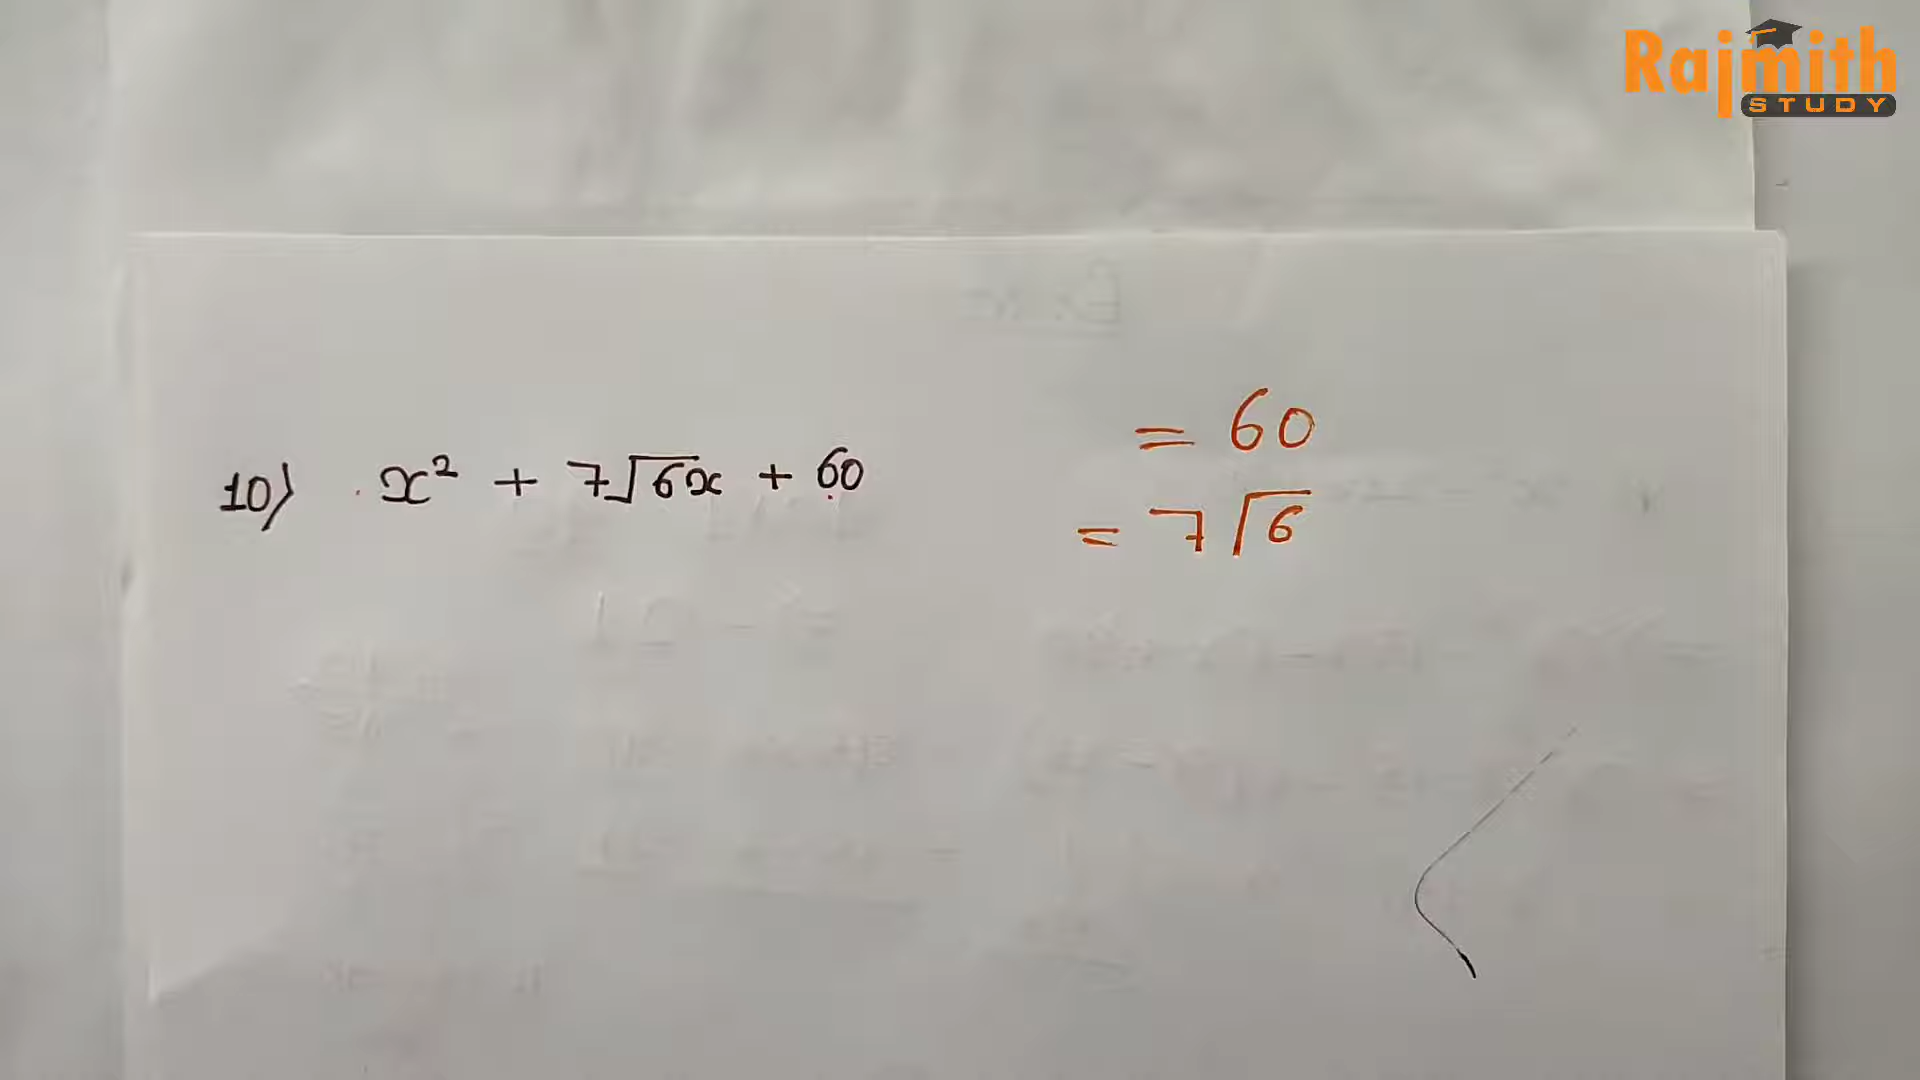 Rajmith
STUDY
10) x² + 7√6x + 60
= 60
= 7√6